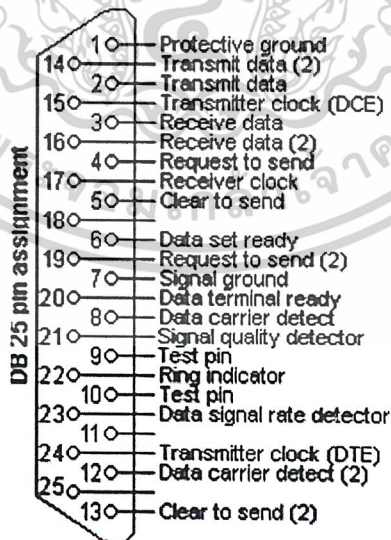 DB 25 pin assignment
1 Protective ground
14 Transmit data (2)
2 Transmit data
15 Transmitter clock (DCE)
3 Receive data
16 Receive data (2)
4 Request to send
17 Receiver clock
5 Clear to send
18
6 Data set ready
19 Request to send (2)
7 Signal ground
20 Data terminal ready
8 Data carrier detect
21 Signal quality detector
9 Test pin
22 Ring indicator
10 Test pin
23 Data signal rate detector
11
24 Transmitter clock (DTE)
12 Data carrier detect (2)
25
13 Clear to send (2)